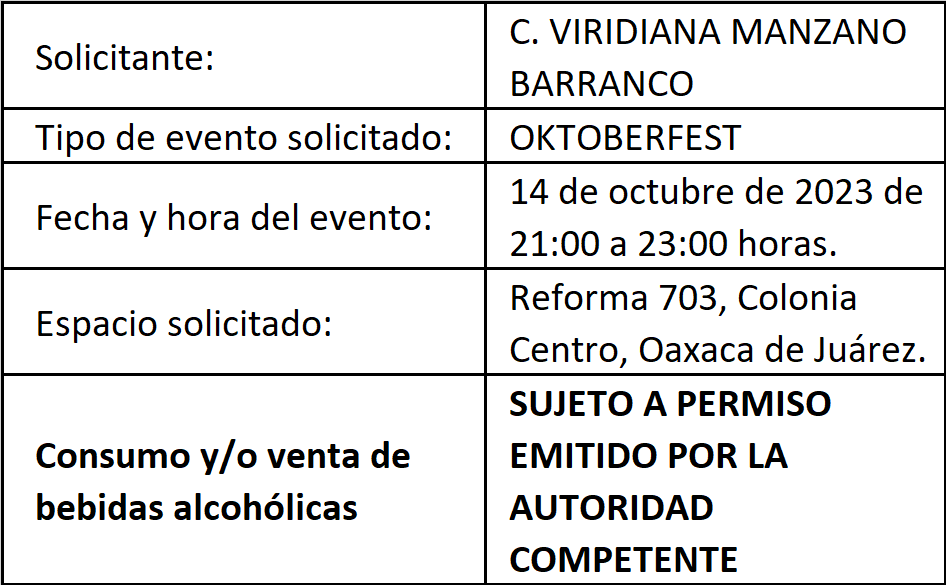 Solicitante:
C. VIRIDIANA MANZANO
BARRANCO
Tipo de evento solicitado:
OKTOBERFEST
Fecha y hora del evento:
14 de octubre de 2023 de
21:00 a 23:00 horas.
Espacio solicitado:
Reforma 703, Colonia
Centro, Oaxaca de Juárez.
Consumo y/o venta de
bebidas alcohólicas
SUJETO A PERMISO
EMITIDO POR LA
AUTORIDAD
COMPETENTE